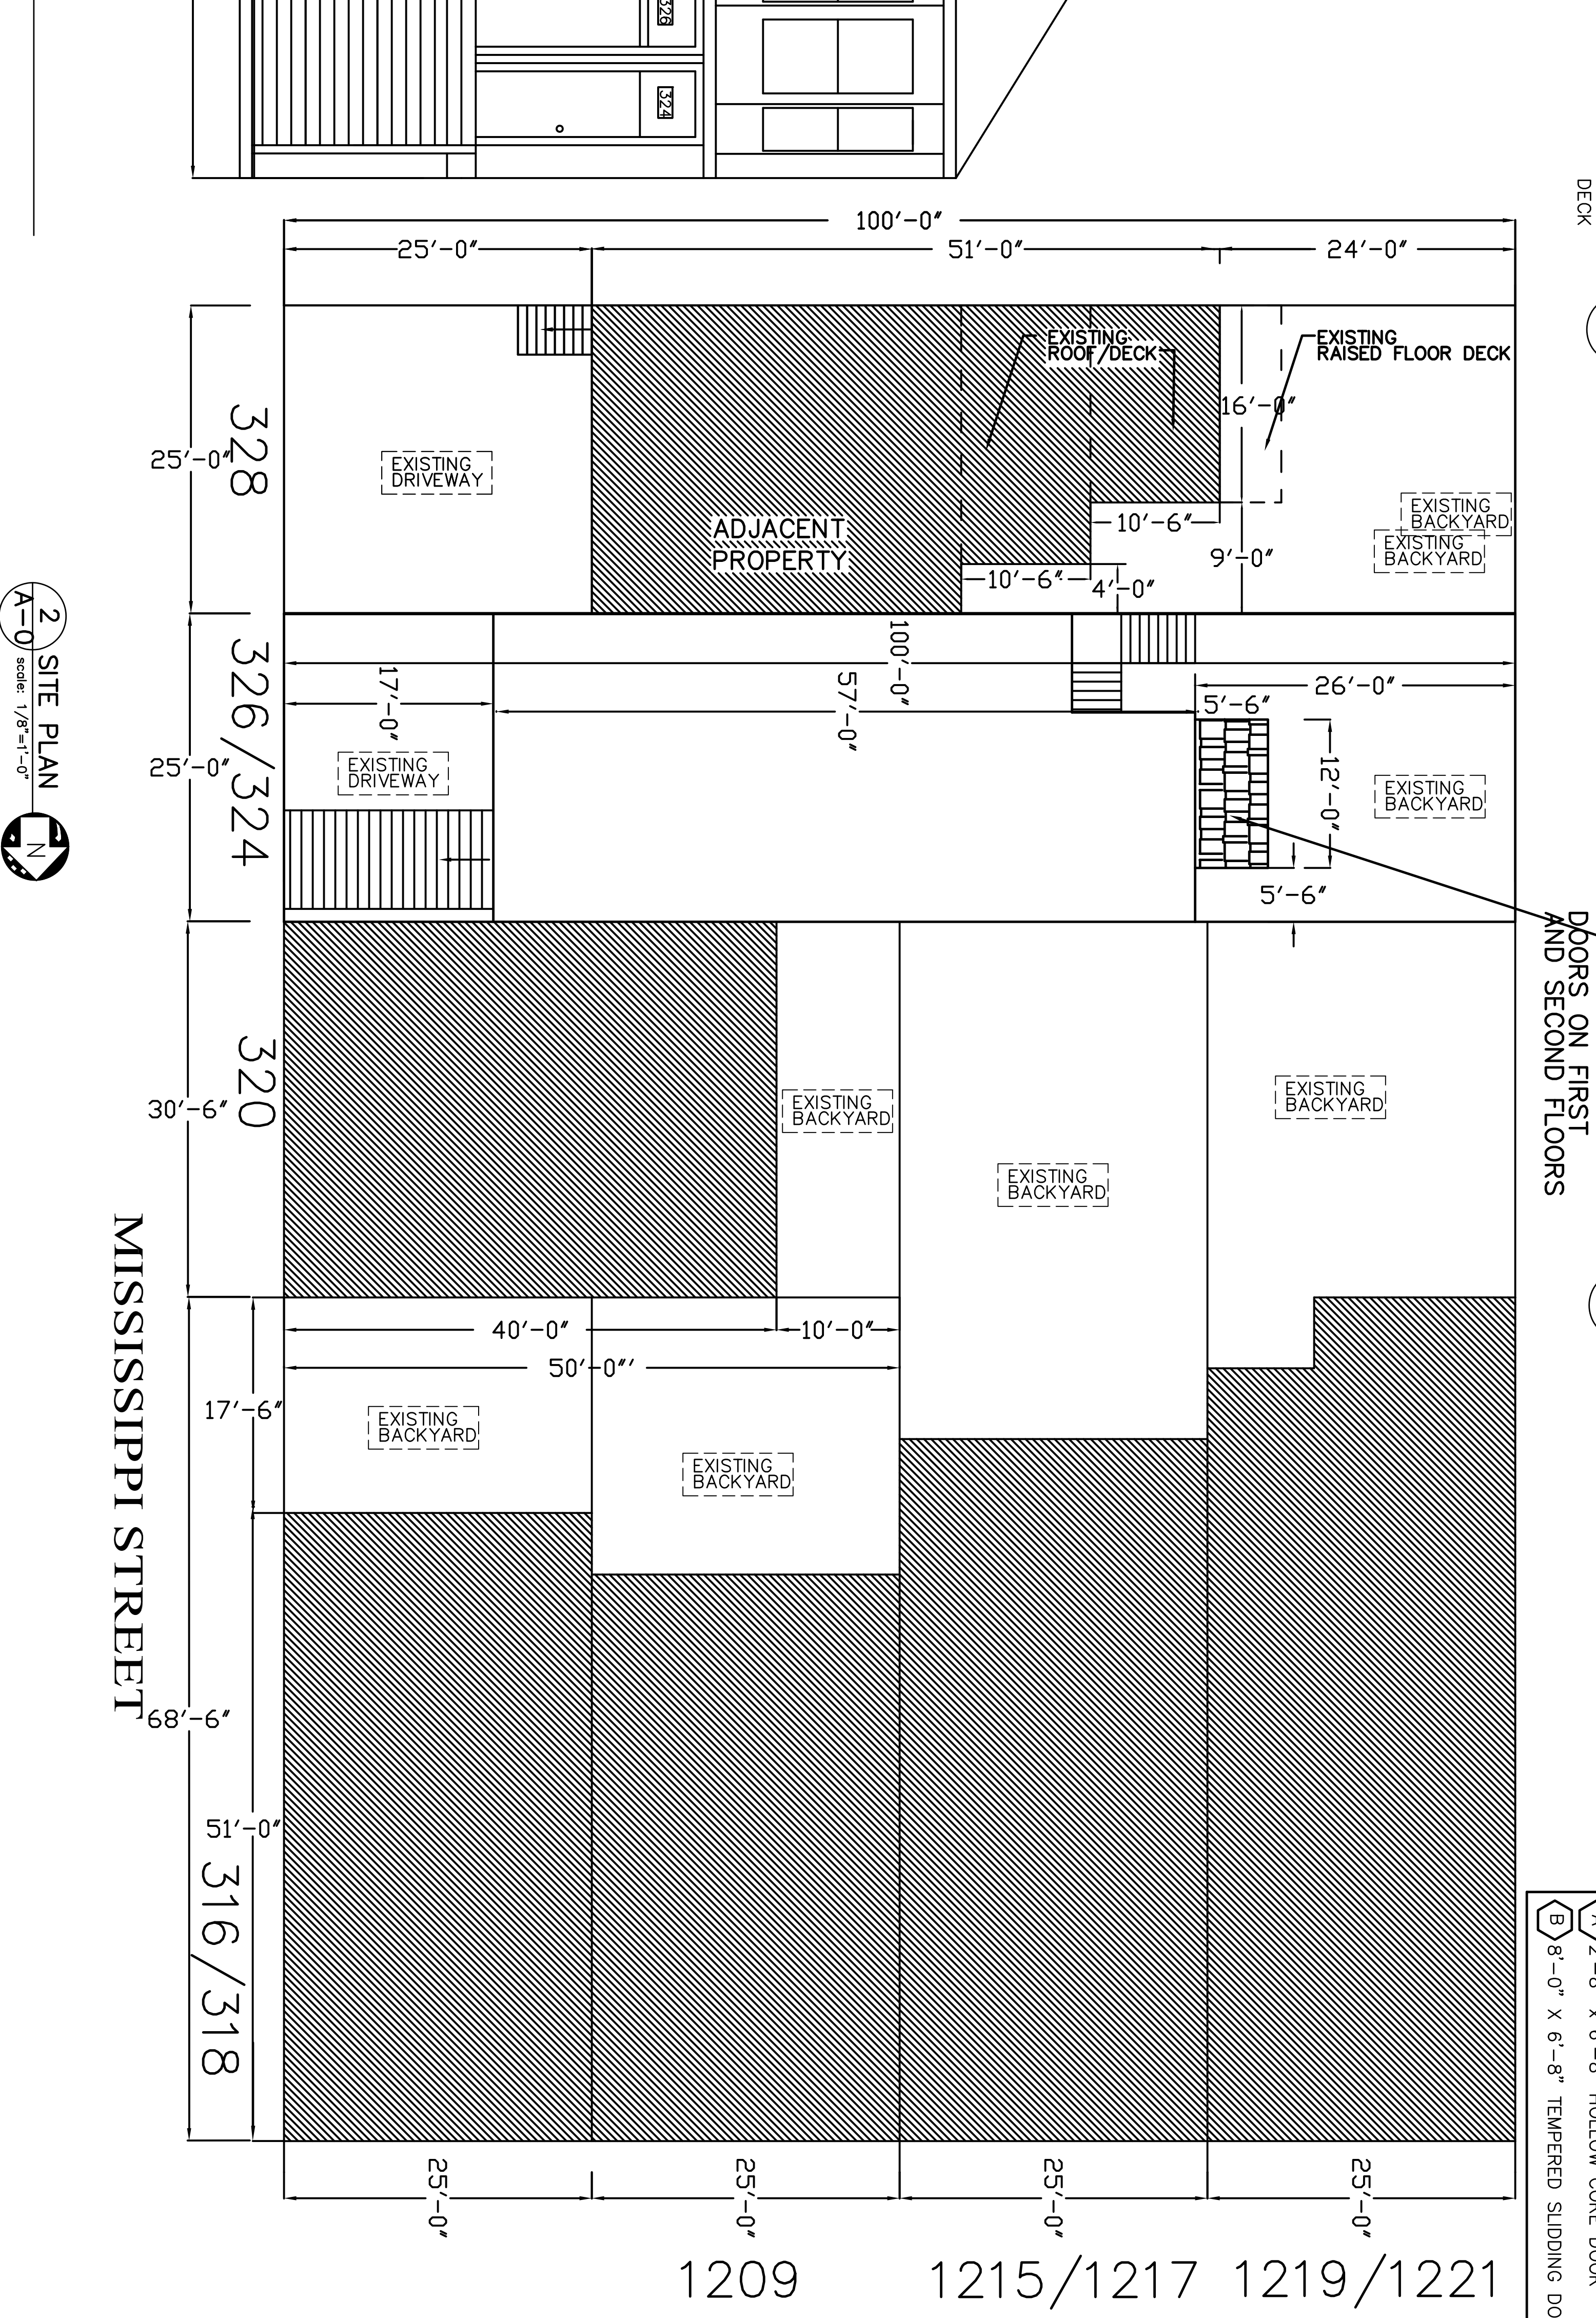 326
324
DECK
100'-0"
25'-0"
51'-0"
24'-0"
EXISTING
ROOF/DECK
EXISTING
RAISED FLOOR DECK
16'-0"
328
25'-0"
EXISTING
DRIVEWAY
ADJACENT
PROPERTY
10'-6"
10'-6"
4'-0"
9'-0"
EXISTING
BACKYARD
EXISTING
BACKYARD
2
A-0
SITE PLAN
scale: 1/8"=1'-0"
N
326/324
25'-0"
100'-0"
17'-0"
57'-0"
26'-0"
5'-6"
12'-0"
5'-6"
EXISTING
DRIVEWAY
EXISTING
BACKYARD
DOORS ON FIRST
AND SECOND FLOORS
320
30'-6"
EXISTING
BACKYARD
EXISTING
BACKYARD
EXISTING
BACKYARD
40'-0"
10'-0"
50'-0"'
17'-6"
EXISTING
BACKYARD
EXISTING
BACKYARD
MISSISSIPPI STREET
68'-6"
51'-0"
316/318
B
8'-0" X 6'-8" TEMPERED SLIDDING
25'-0"
25'-0"
25'-0"
25'-0"
1209
1215/1217
1219/1221